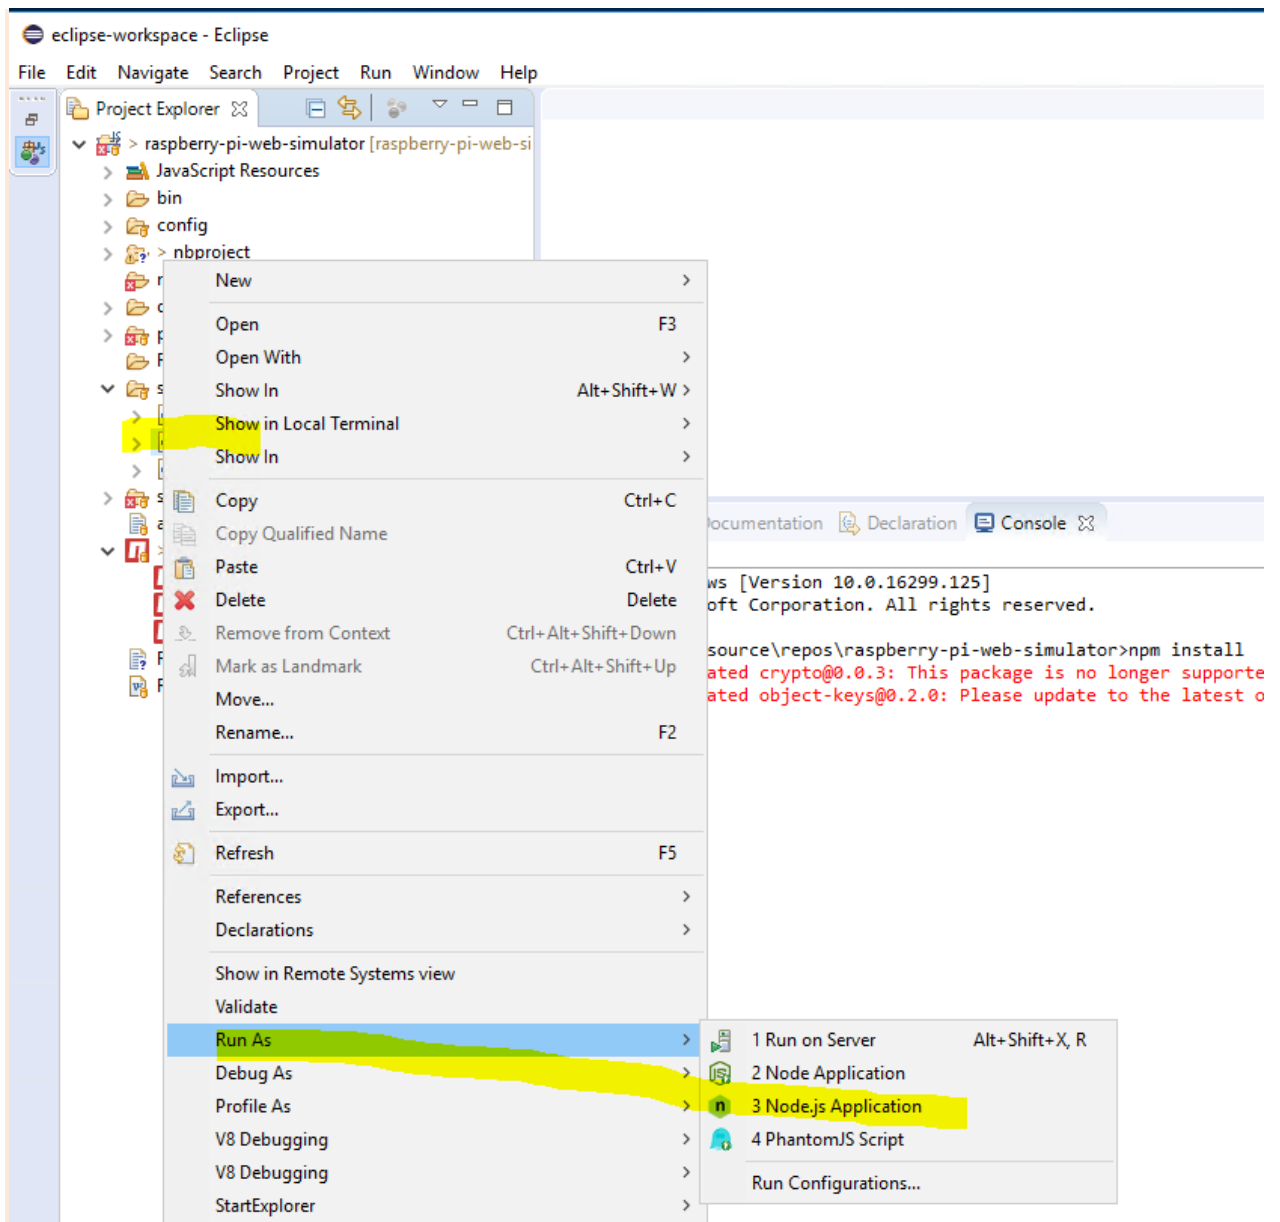 eclipse-workspace - Eclipse
File Edit Navigate Search Project Run Window Help
Project Explorer
> raspberry-pi-web-simulator [raspberry-pi-web-si
JavaScript Resources
bin
config
> nbproject
New
Open F3
Open With
Show In Alt+Shift+W
Show in Local Terminal
Show In
Copy Ctrl+C
Copy Qualified Name
Paste Ctrl+V
Delete Delete
Remove from Context Ctrl+Alt+Shift+Down
Mark as Landmark Ctrl+Alt+Shift+Up
Move...
Rename... F2
Import...
Export...
Refresh F5
References
Declarations
Show in Remote Systems view
Validate
Run As
Debug As
Profile As
V8 Debugging
V8 Debugging
StartExplorer
1 Run on Server Alt+Shift+X, R
2 Node Application
3 Node.js Application
4 PhantomJS Script
Run Configurations...
ocumentation Declaration Console
ws [Version 10.0.16299.125]
oft Corporation. All rights reserved.
source\repos\raspberry-pi-web-simulator>npm install
ated crypto@0.0.3: This package is no longer supporte
ated object-keys@0.2.0: Please update to the latest o